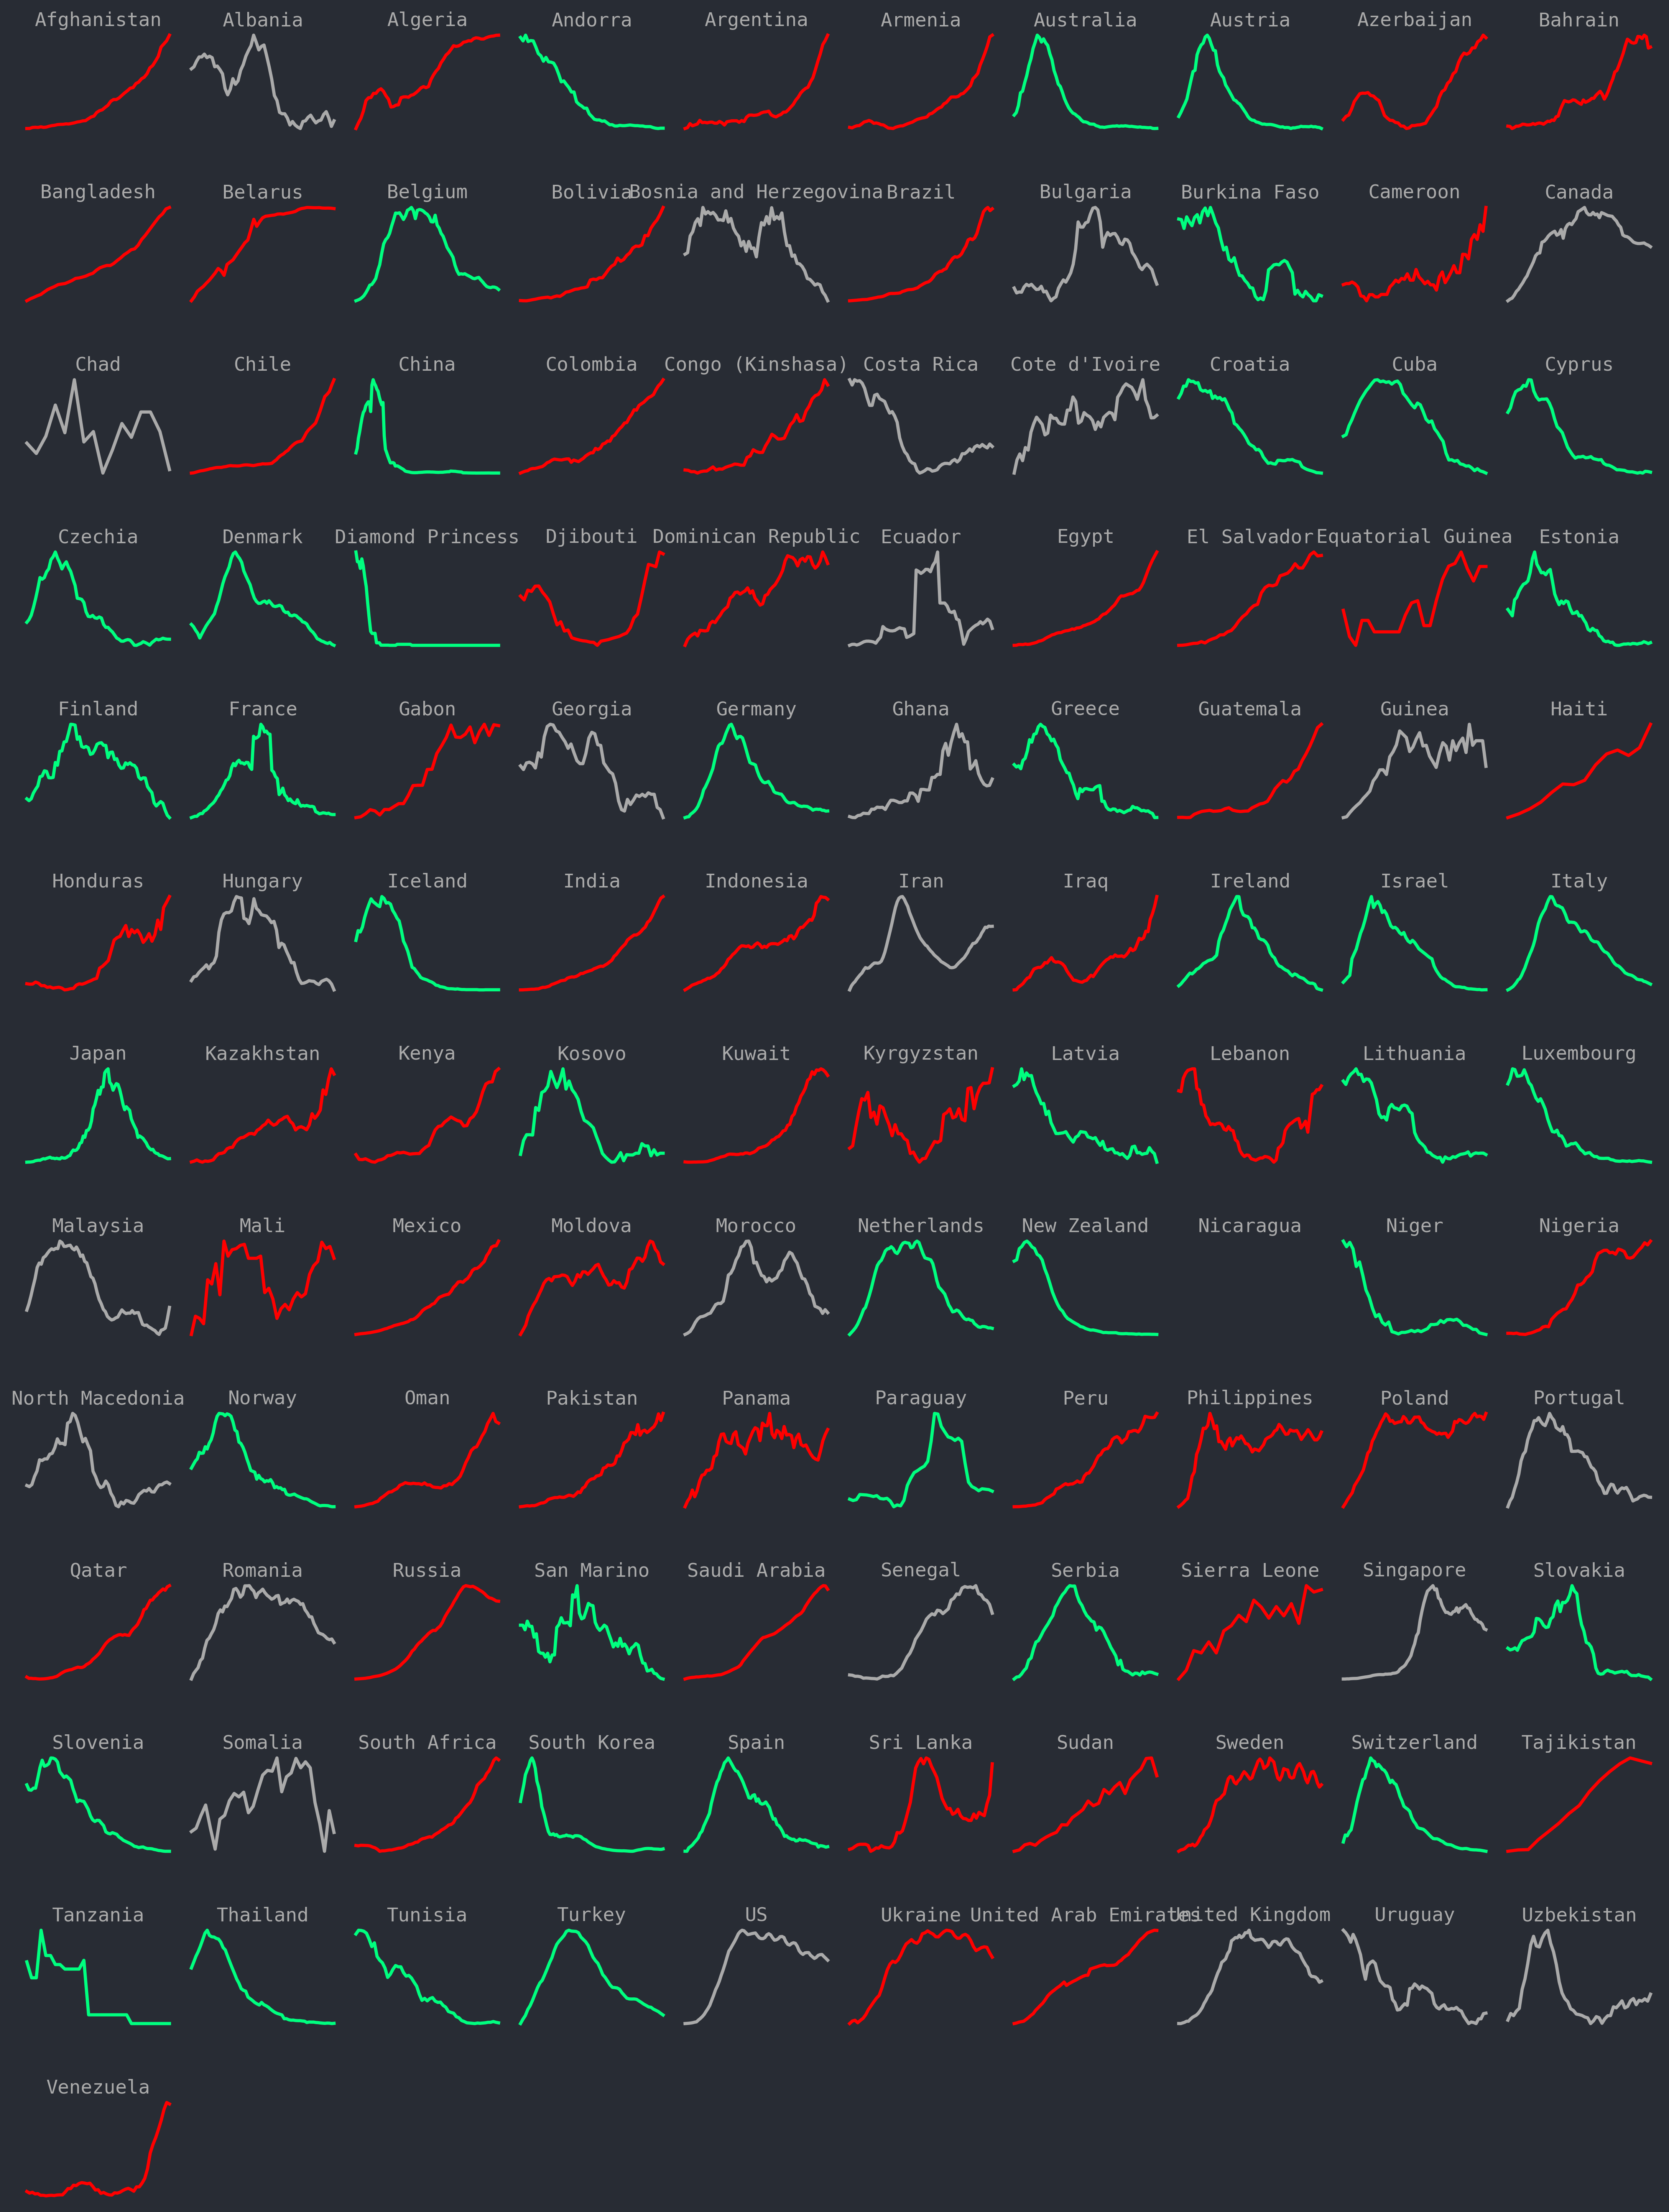 Afghanistan Albania Algeria Andorra Argentina Armenia Australia Austria Azerbaijan Bahrain
Bangladesh Belarus Belgium Bolivia Bosnia and Herzegovina Brazil Bulgaria Burkina Faso Cameroon Canada
Chad Chile China Colombia Congo (Kinshasa) Costa Rica Cote d'Ivoire Croatia Cuba Cyprus
Czechia Denmark Diamond Princess Djibouti Dominican Republic Ecuador Egypt El Salvador Equatorial Guinea Estonia
Finland France Gabon Georgia Germany Ghana Greece Guatemala Guinea Haiti
Honduras Hungary Iceland India Indonesia Iran Iraq Ireland Israel Italy
Japan Kazakhstan Kenya Kosovo Kuwait Kyrgyzstan Latvia Lebanon Lithuania Luxembourg
Malaysia Mali Mexico Moldova Morocco Netherlands New Zealand Nicaragua Niger Nigeria
North Macedonia Norway Oman Pakistan Panama Paraguay Peru Philippines Poland Portugal
Qatar Romania Russia San Marino Saudi Arabia Senegal Serbia Sierra Leone Singapore Slovakia
Slovenia Somalia South Africa South Korea Spain Sri Lanka Sudan Sweden Switzerland Tajikistan
Tanzania Thailand Tunisia Turkey US Ukraine United Arab Emirates United Kingdom Uruguay Uzbekistan
Venezuela